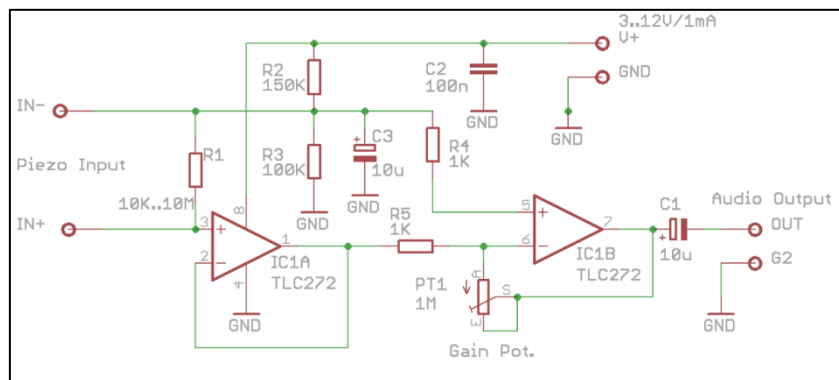 3..12V/1mA
V+
GND
R2
150K
C2
100n
GND
IN-
Piezo Input
R1
10K..10M
IN+
R3
100K
GND
C3
+
10u
GND
R4
1K
GND
3
+
2
-
8
4
1
IC1A
TLC272
GND
R5
1K
5
+
6
-
7
IC1B
TLC272
PT1
1M
A
S
E
Gain Pot.
C1
+
10u
Audio Output
OUT
G2
GND